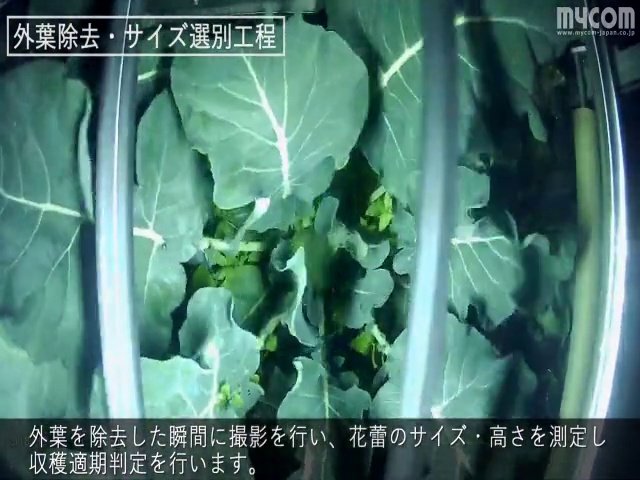 mycom
www.mycom-japan.co.jp
外葉除去・サイズ選別工程
外葉を除去した瞬間に撮影を行い、花蕾のサイズ・高さを測定し
収穫適期判定を行います。